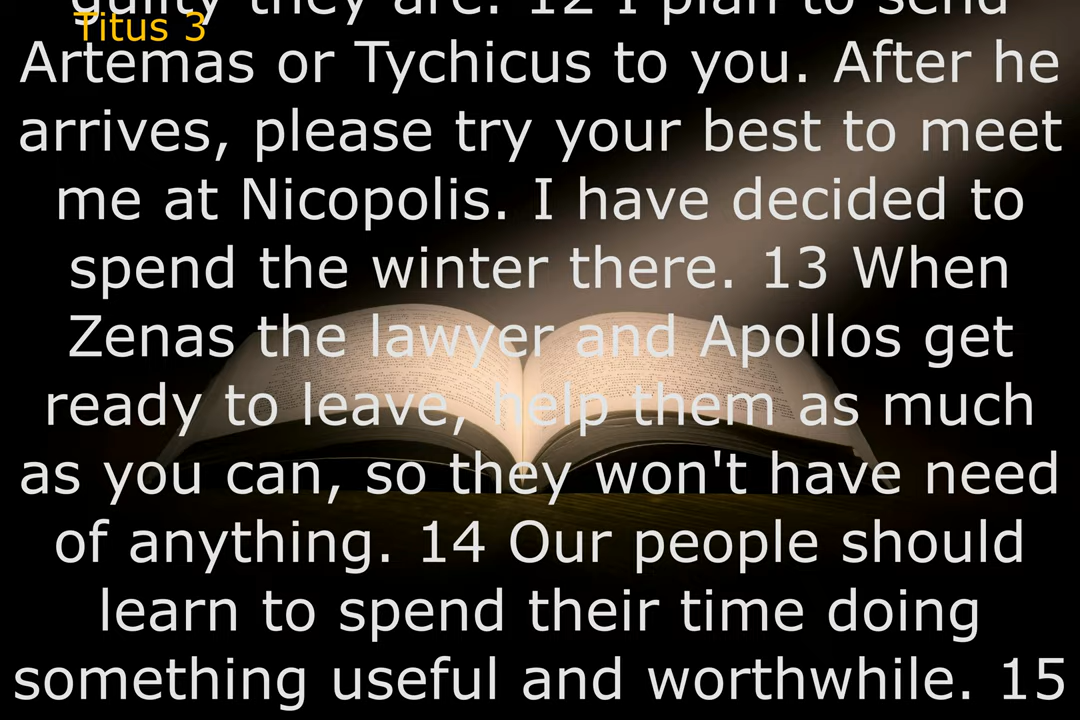 guilty they are. 12 I plan to send
Titus 3
Artemas or Tychicus to you. After he
arrives, please try your best to meet
me at Nicopolis. I have decided to
spend the winter there. 13 When
Zenas the lawyer and Apollos get
ready to leave, help them as much
as you can, so they won't have need
of anything. 14 Our people should
learn to spend their time doing
something useful and worthwhile. 15